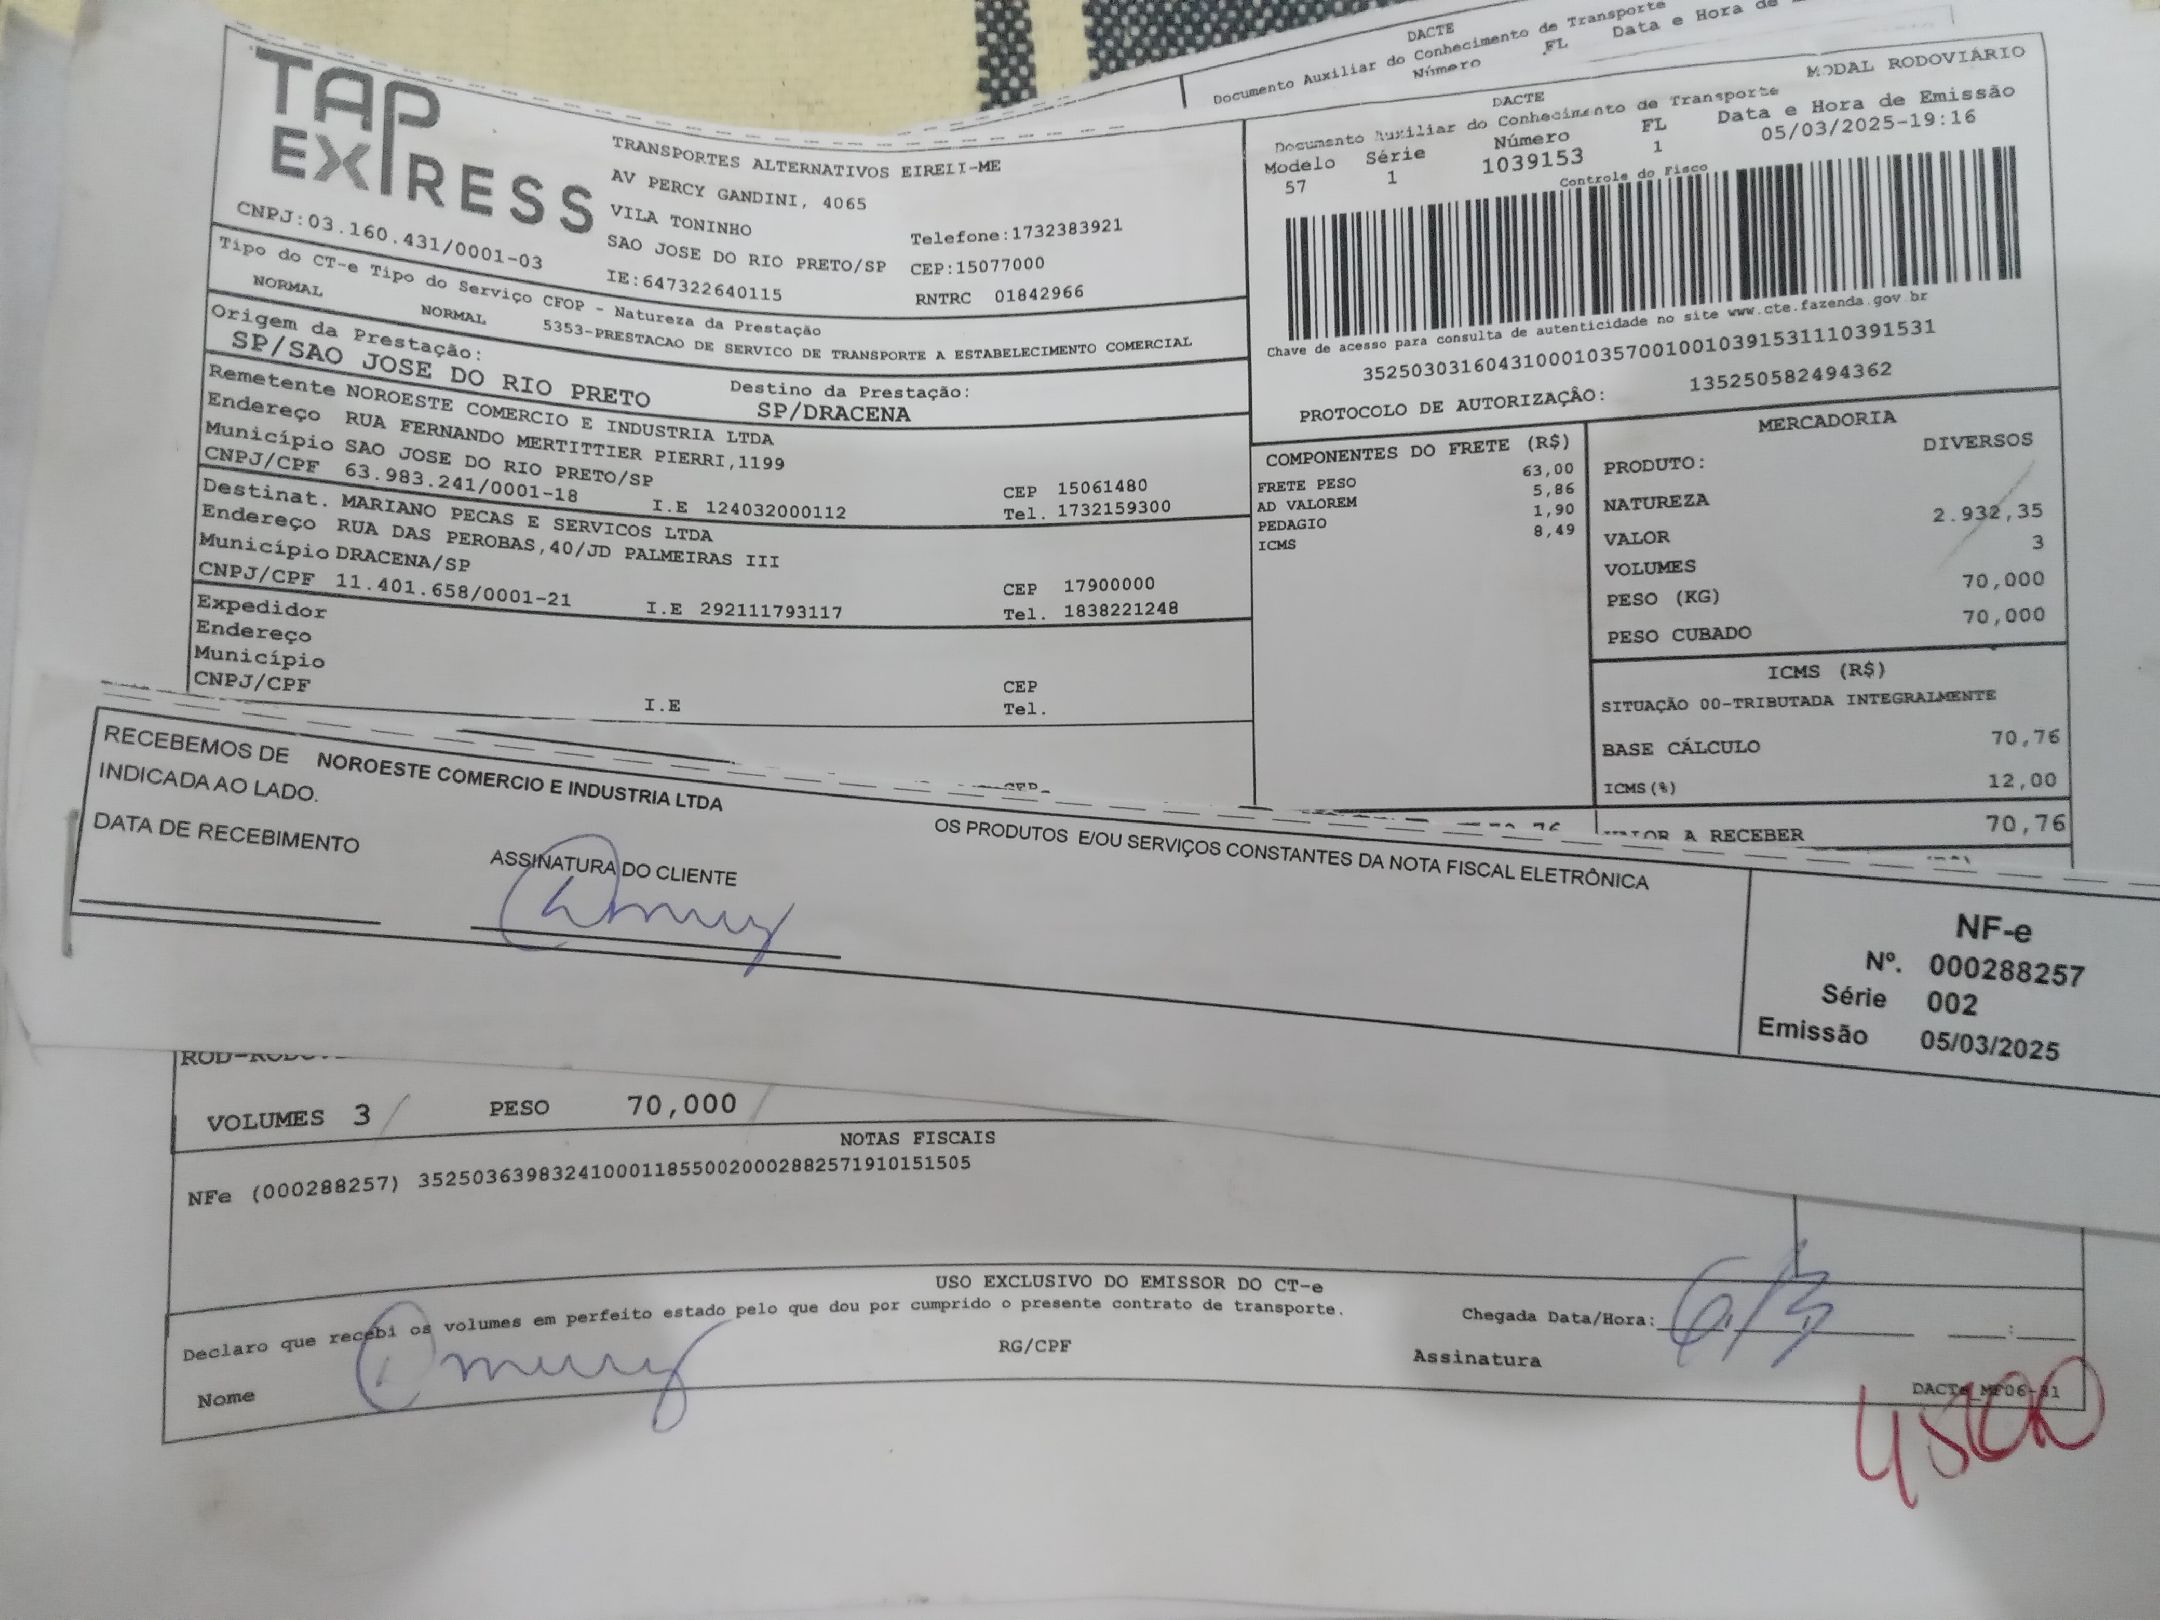 DACTE
Documento Auxiliar do Conhecimento de Transporte
Número FL Data e Hora de
TAP EXPRESS
CNPJ:03.160.431/0001-03
TRANSPORTES ALTERNATIVOS EIRELI-ME
AV PERCY GANDINI, 4065
VILA TONINHO
SAO JOSE DO RIO PRETO/SP
IE:647322640115
Telefone:1732383921
CEP:15077000
RNTRC 01842966
MODAL RODOVIÁRIO
DACTE
Documento Auxiliar do Conhecimento de Transporte
Modelo Série Número FL Data e Hora de Emissão
57 1 1039153 1 05/03/2025-19:16
Controle do Fisco
Chave de acesso para consulta de autenticidade no site www.cte.fazenda.gov.br
35250303160431000103570010010391531110391531
PROTOCOLO DE AUTORIZAÇÂO: 135250582494362
Tipo do CT-e Tipo do Serviço CFOP - Natureza da Prestação
NORMAL NORMAL 5353-PRESTACAO DE SERVICO DE TRANSPORTE A ESTABELECIMENTO COMERCIAL
Origem da Prestação: Destino da Prestação:
SP/SAO JOSE DO RIO PRETO SP/DRACENA
Remetente NOROESTE COMERCIO E INDUSTRIA LTDA
Endereço RUA FERNANDO MERTITTIER PIERRI,1199
Município SAO JOSE DO RIO PRETO/SP CEP 15061480
CNPJ/CPF 63.983.241/0001-18 I.E 124032000112 Tel. 1732159300
Destinat. MARIANO PECAS E SERVICOS LTDA
Endereço RUA DAS PEROBAS,40/JD PALMEIRAS III
Município DRACENA/SP CEP 17900000
CNPJ/CPF 11.401.658/0001-21 I.E 292111793117 Tel. 1838221248
Expedidor
Endereço
Município CEP
CNPJ/CPF I.E Tel.
COMPONENTES DO FRETE (R$)
FRETE PESO 63,00
AD VALOREM 5,86
PEDAGIO 1,90
ICMS 8,49
MERCADORIA
PRODUTO: DIVERSOS
NATUREZA
VALOR 2.932,35
VOLUMES 3
PESO (KG) 70,000
PESO CUBADO 70,000
ICMS (R$)
SITUAÇÃO 00-TRIBUTADA INTEGRALMENTE
BASE CÁLCULO 70,76
ICMS(%) 12,00
VALOR A RECEBER 70,76
RECEBEMOS DE NOROESTE COMERCIO E INDUSTRIA LTDA OS PRODUTOS E/OU SERVIÇOS CONSTANTES DA NOTA FISCAL ELETRÔNICA
INDICADA AO LADO.
DATA DE RECEBIMENTO ASSINATURA DO CLIENTE
NF-e
Nº. 000288257
Série 002
Emissão 05/03/2025
VOLUMES 3 PESO 70,000
NOTAS FISCAIS
NFe (000288257) 35250363983241000118550020002882571910151505
USO EXCLUSIVO DO EMISSOR DO CT-e
Declaro que recebi os volumes em perfeito estado pelo que dou por cumprido o presente contrato de transporte.
Chegada Data/Hora: 6/3 :
Nome RG/CPF Assinatura